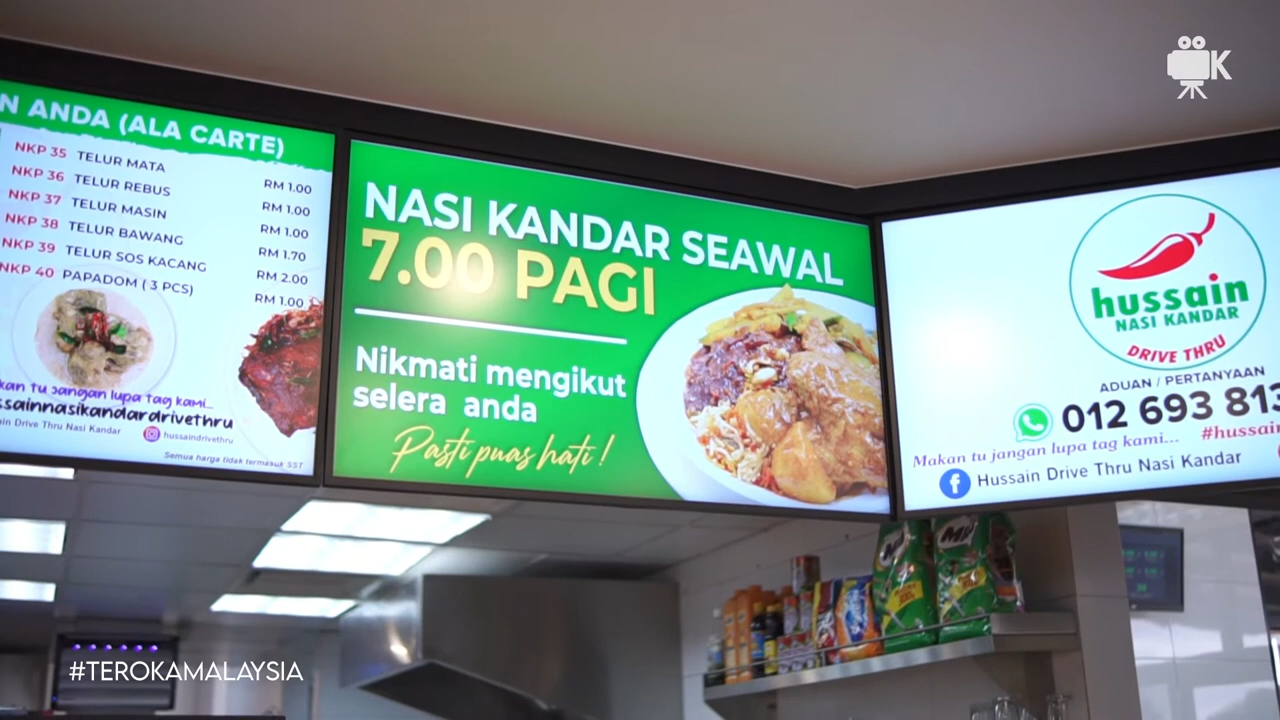 N ANDA (ALA CARTE)
NKP 35 TELUR MATA RM 1.00
NKP 36 TELUR REBUS RM 1.00
NKP 37 TELUR MASIN RM 1.00
NKP 38 TELUR BAWANG RM 1.70
NKP 39 TELUR SOS KACANG RM 2.00
NKP 40 PAPADOM ( 3 PCS) RM 1.00
kan tu jangan lupa tag kami...
ssainnasikandardrivethru
in Drive Thru Nasi Kandar hussaindrivethru
Semua harga tidak termasuk SST
NASI KANDAR SEAWAL
7.00 PAGI
Nikmati mengikut
selera anda
Pasti puas hati !
hussain
NASI KANDAR
DRIVE THRU
ADUAN / PERTANYAAN
012 693 813
Makan tu jangan lupa tag kami... #hussain
Hussain Drive Thru Nasi Kandar
K
#TEROKAMALAYSIA